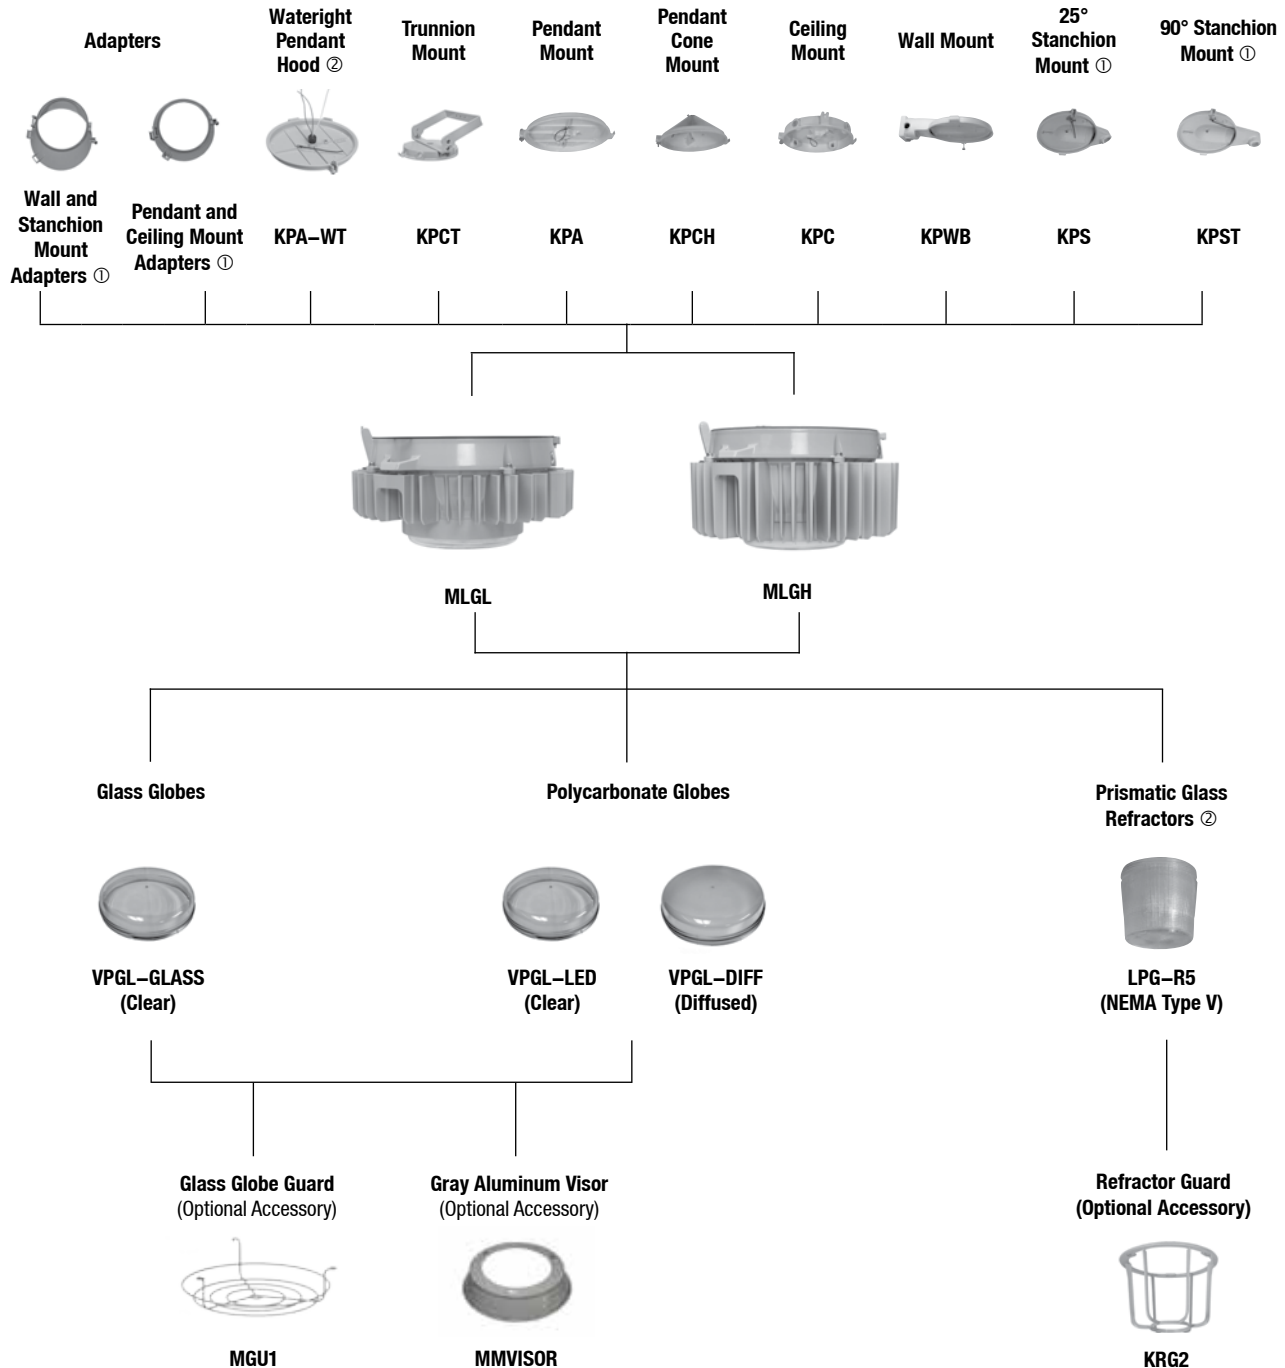 Adapters
Wateright
Pendant
Hood ②
Trunnion
Mount
Pendant
Mount
Pendant
Cone
Mount
Ceiling
Mount
Wall Mount
25°
Stanchion
Mount ①
90° Stanchion
Mount ①
Wall and
Stanchion
Mount
Adapters ①
Pendant and
Ceiling Mount
Adapters ①
KPA–WT
KPCT
KPA
KPCH
KPC
KPWB
KPS
KPST
MLGL
MLGH
Glass Globes
Polycarbonate Globes
Prismatic Glass
Refractors ②
VPGL–GLASS
(Clear)
VPGL–LED
(Clear)
VPGL–DIFF
(Diffused)
LPG–R5
(NEMA Type V)
Glass Globe Guard
(Optional Accessory)
Gray Aluminum Visor
(Optional Accessory)
Refractor Guard
(Optional Accessory)
MGU1
MMVISOR
KRG2